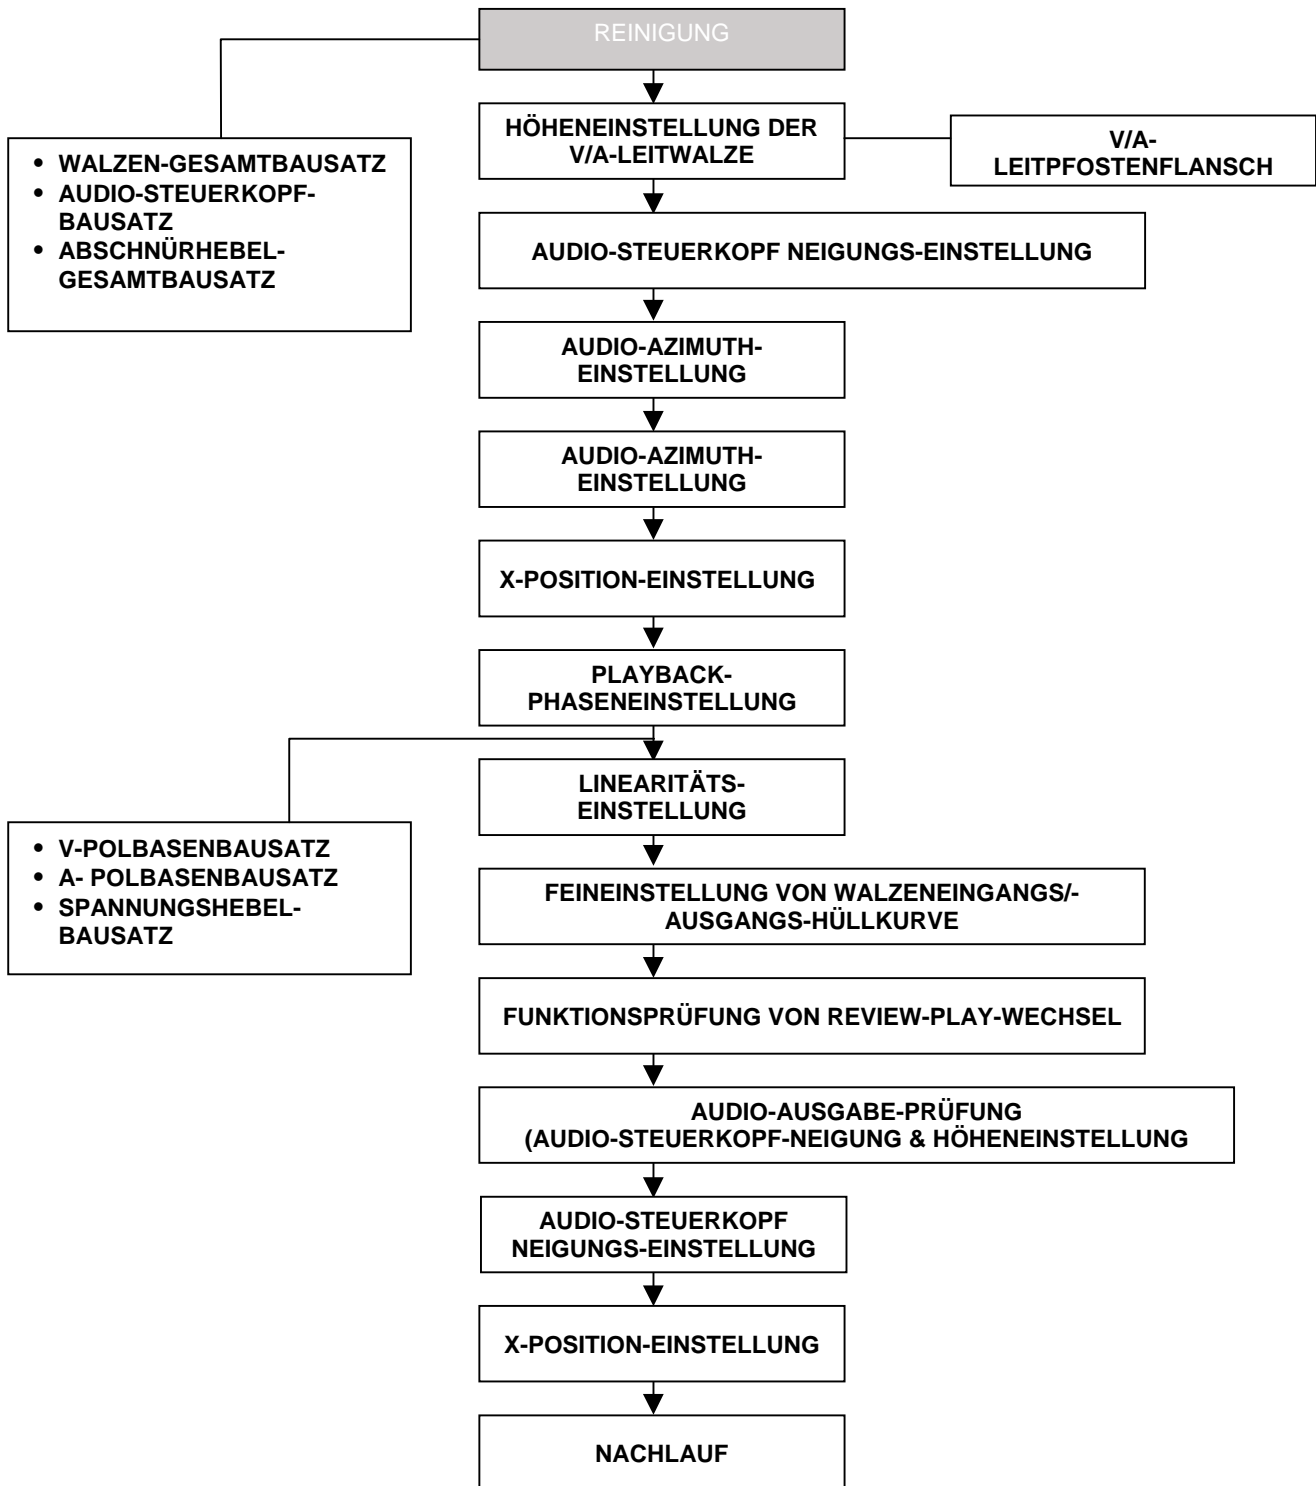 REINIGUNG
HÖHENEINSTELLUNG DER
V/A-LEITWALZE
V/A-
LEITPFOSTENFLANSCH
• WALZEN-GESAMTBAUSATZ
• AUDIO-STEUERKOPF-
BAUSATZ
• ABSCHNÜRHEBEL-
GESAMTBAUSATZ
AUDIO-STEUERKOPF NEIGUNGS-EINSTELLUNG
AUDIO-AZIMUTH-
EINSTELLUNG
AUDIO-AZIMUTH-
EINSTELLUNG
X-POSITION-EINSTELLUNG
PLAYBACK-
PHASENEINSTELLUNG
LINEARITÄTS-
EINSTELLUNG
• V-POLBASENBAUSATZ
• A- POLBASENBAUSATZ
• SPANNUNGSHEBEL-
BAUSATZ
FEINEINSTELLUNG VON WALZENEINGANGS/-
AUSGANGS-HÜLLKURVE
FUNKTIONSPRÜFUNG VON REVIEW-PLAY-WECHSEL
AUDIO-AUSGABE-PRÜFUNG
(AUDIO-STEUERKOPF-NEIGUNG & HÖHENEINSTELLUNG
AUDIO-STEUERKOPF
NEIGUNGS-EINSTELLUNG
X-POSITION-EINSTELLUNG
NACHLAUF